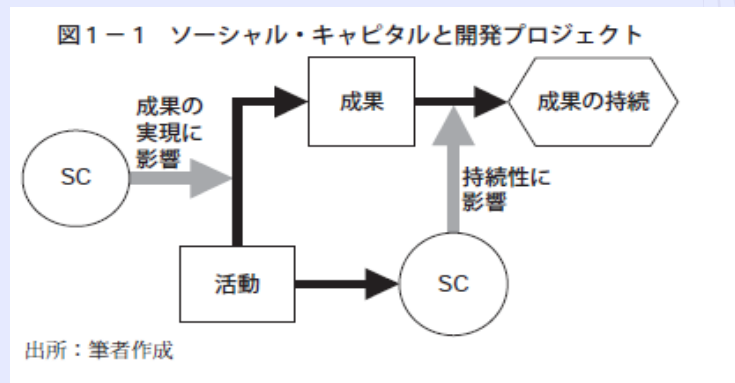 図1－1 ソーシャル・キャピタルと開発プロジェクト
成果の
実現に
影響
SC
成果
成果の持続
持続性に
影響
活動
SC
出所：筆者作成